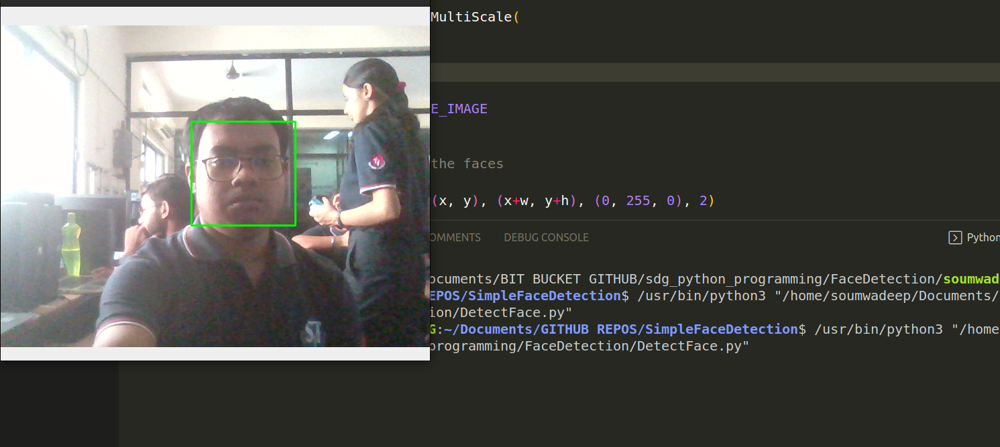 MultiScale(
E_IMAGE
the faces
(x, y), (x+w, y+h), (0, 255, 0), 2)
OMMENTS DEBUG CONSOLE Python
ocuments/BIT BUCKET GITHUB/sdg_python_programming/FaceDetection/soumwad
EPOS/SimpleFaceDetection$ /usr/bin/python3 "/home/soumwadeep/Documents/
ion/DetectFace.py"
G:~/Documents/GITHUB REPOS/SimpleFaceDetection$ /usr/bin/python3 "/home
programming/FaceDetection/DetectFace.py"
ST